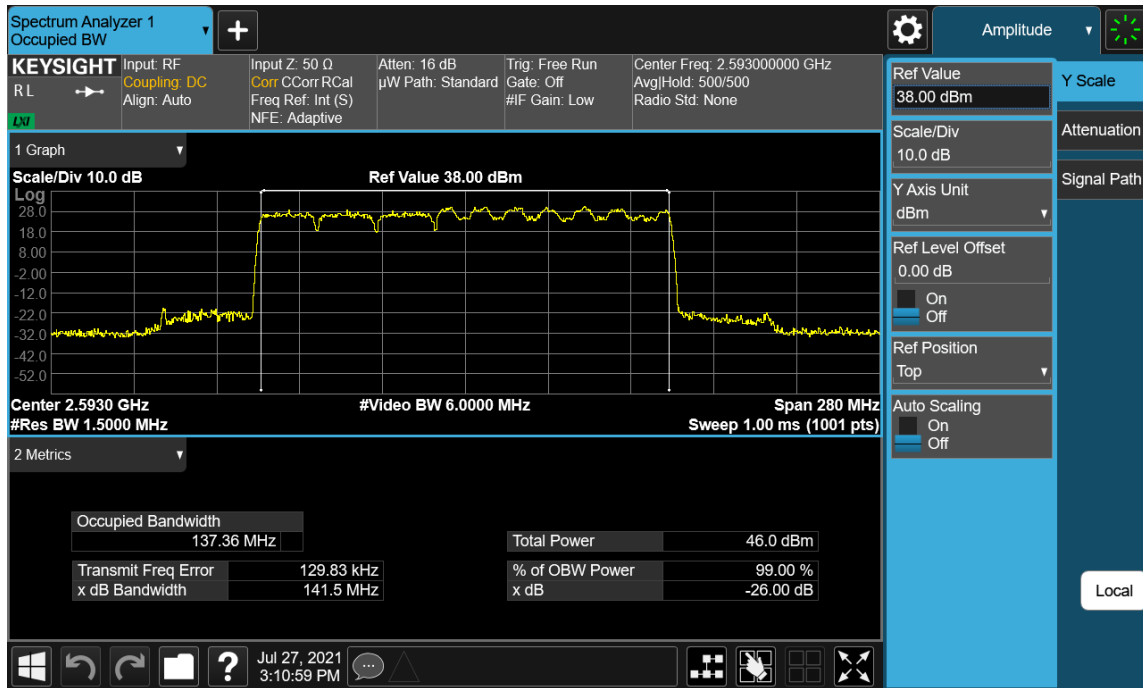 Spectrum Analyzer 1
Occupied BW
+
Amplitude
KEYSIGHT
R L
LXI
Input: RF
Coupling: DC
Align: Auto
Input Z: 50 Ω
Corr CCorr RCal
Freq Ref: Int (S)
NFE: Adaptive
Atten: 16 dB
µW Path: Standard
Trig: Free Run
Gate: Off
#IF Gain: Low
Center Freq: 2.593000000 GHz
Avg|Hold: 500/500
Radio Std: None
1 Graph
Scale/Div 10.0 dB
Ref Value 38.00 dBm
Log
28.0
18.0
8.00
-2.00
-12.0
-22.0
-32.0
-42.0
-52.0
Center 2.5930 GHz
#Video BW 6.0000 MHz
Span 280 MHz
#Res BW 1.5000 MHz
Sweep 1.00 ms (1001 pts)
2 Metrics
Occupied Bandwidth
137.36 MHz
Total Power 46.0 dBm
Transmit Freq Error 129.83 kHz
% of OBW Power 99.00 %
x dB Bandwidth 141.5 MHz
x dB -26.00 dB
Ref Value
38.00 dBm
Scale/Div
10.0 dB
Y Axis Unit
dBm
Ref Level Offset
0.00 dB
On
Off
Ref Position
Top
Auto Scaling
On
Off
Y Scale
Attenuation
Signal Path
Local
?
Jul 27, 2021
3:10:59 PM